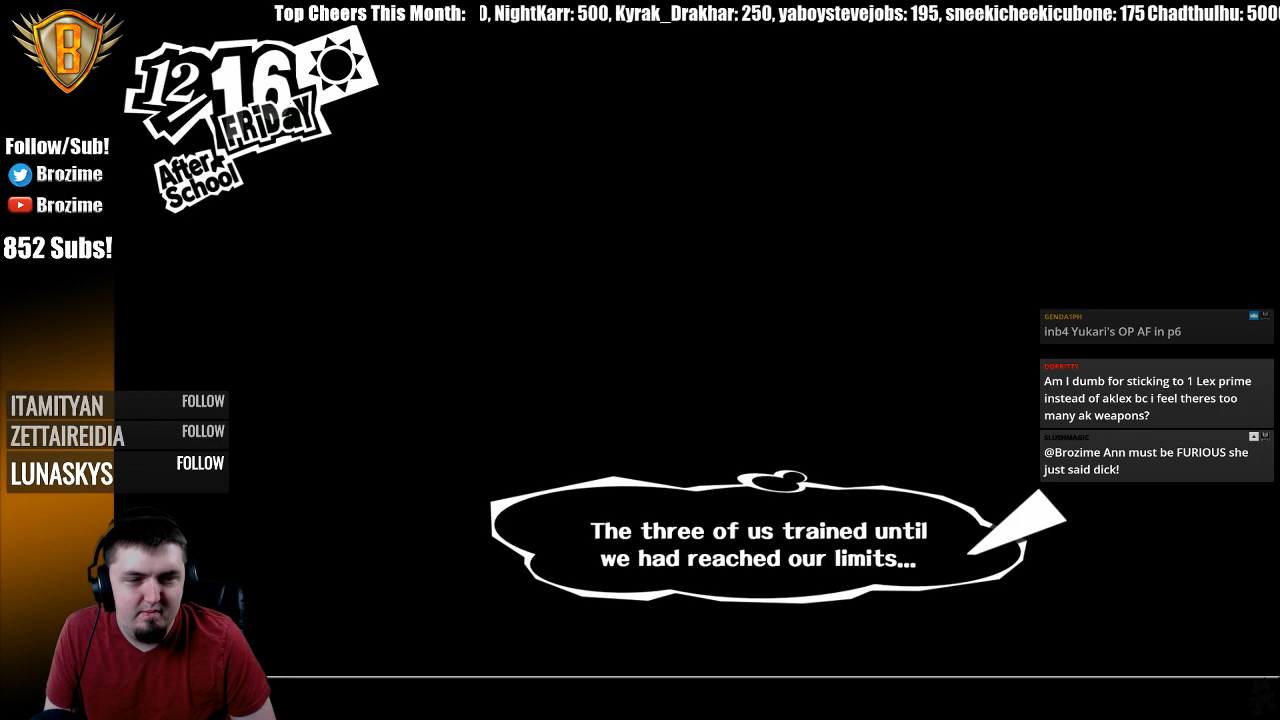 Top Cheers This Month: 0, NightKarr: 500, Kyrak_Drakhar: 250, yaboystevejobs: 195, sneekicheekicubone: 175 Chadthulhu: 500
B
12/16
FRiDaY
After School
Follow/Sub!
Brozime
Brozime
852 Subs!
ITAMITYAN FOLLOW
ZETTAIREIDIA FOLLOW
LUNASKYS FOLLOW
GENDA1PH
inb4 Yukari's OP AF in p6
DORKITTY
Am I dumb for sticking to 1 Lex prime
instead of aklex bc i feel theres too
many ak weapons?
SLUSHMAGIC
@Brozime Ann must be FURIOUS she
just said dick!
The three of us trained until
we had reached our limits...